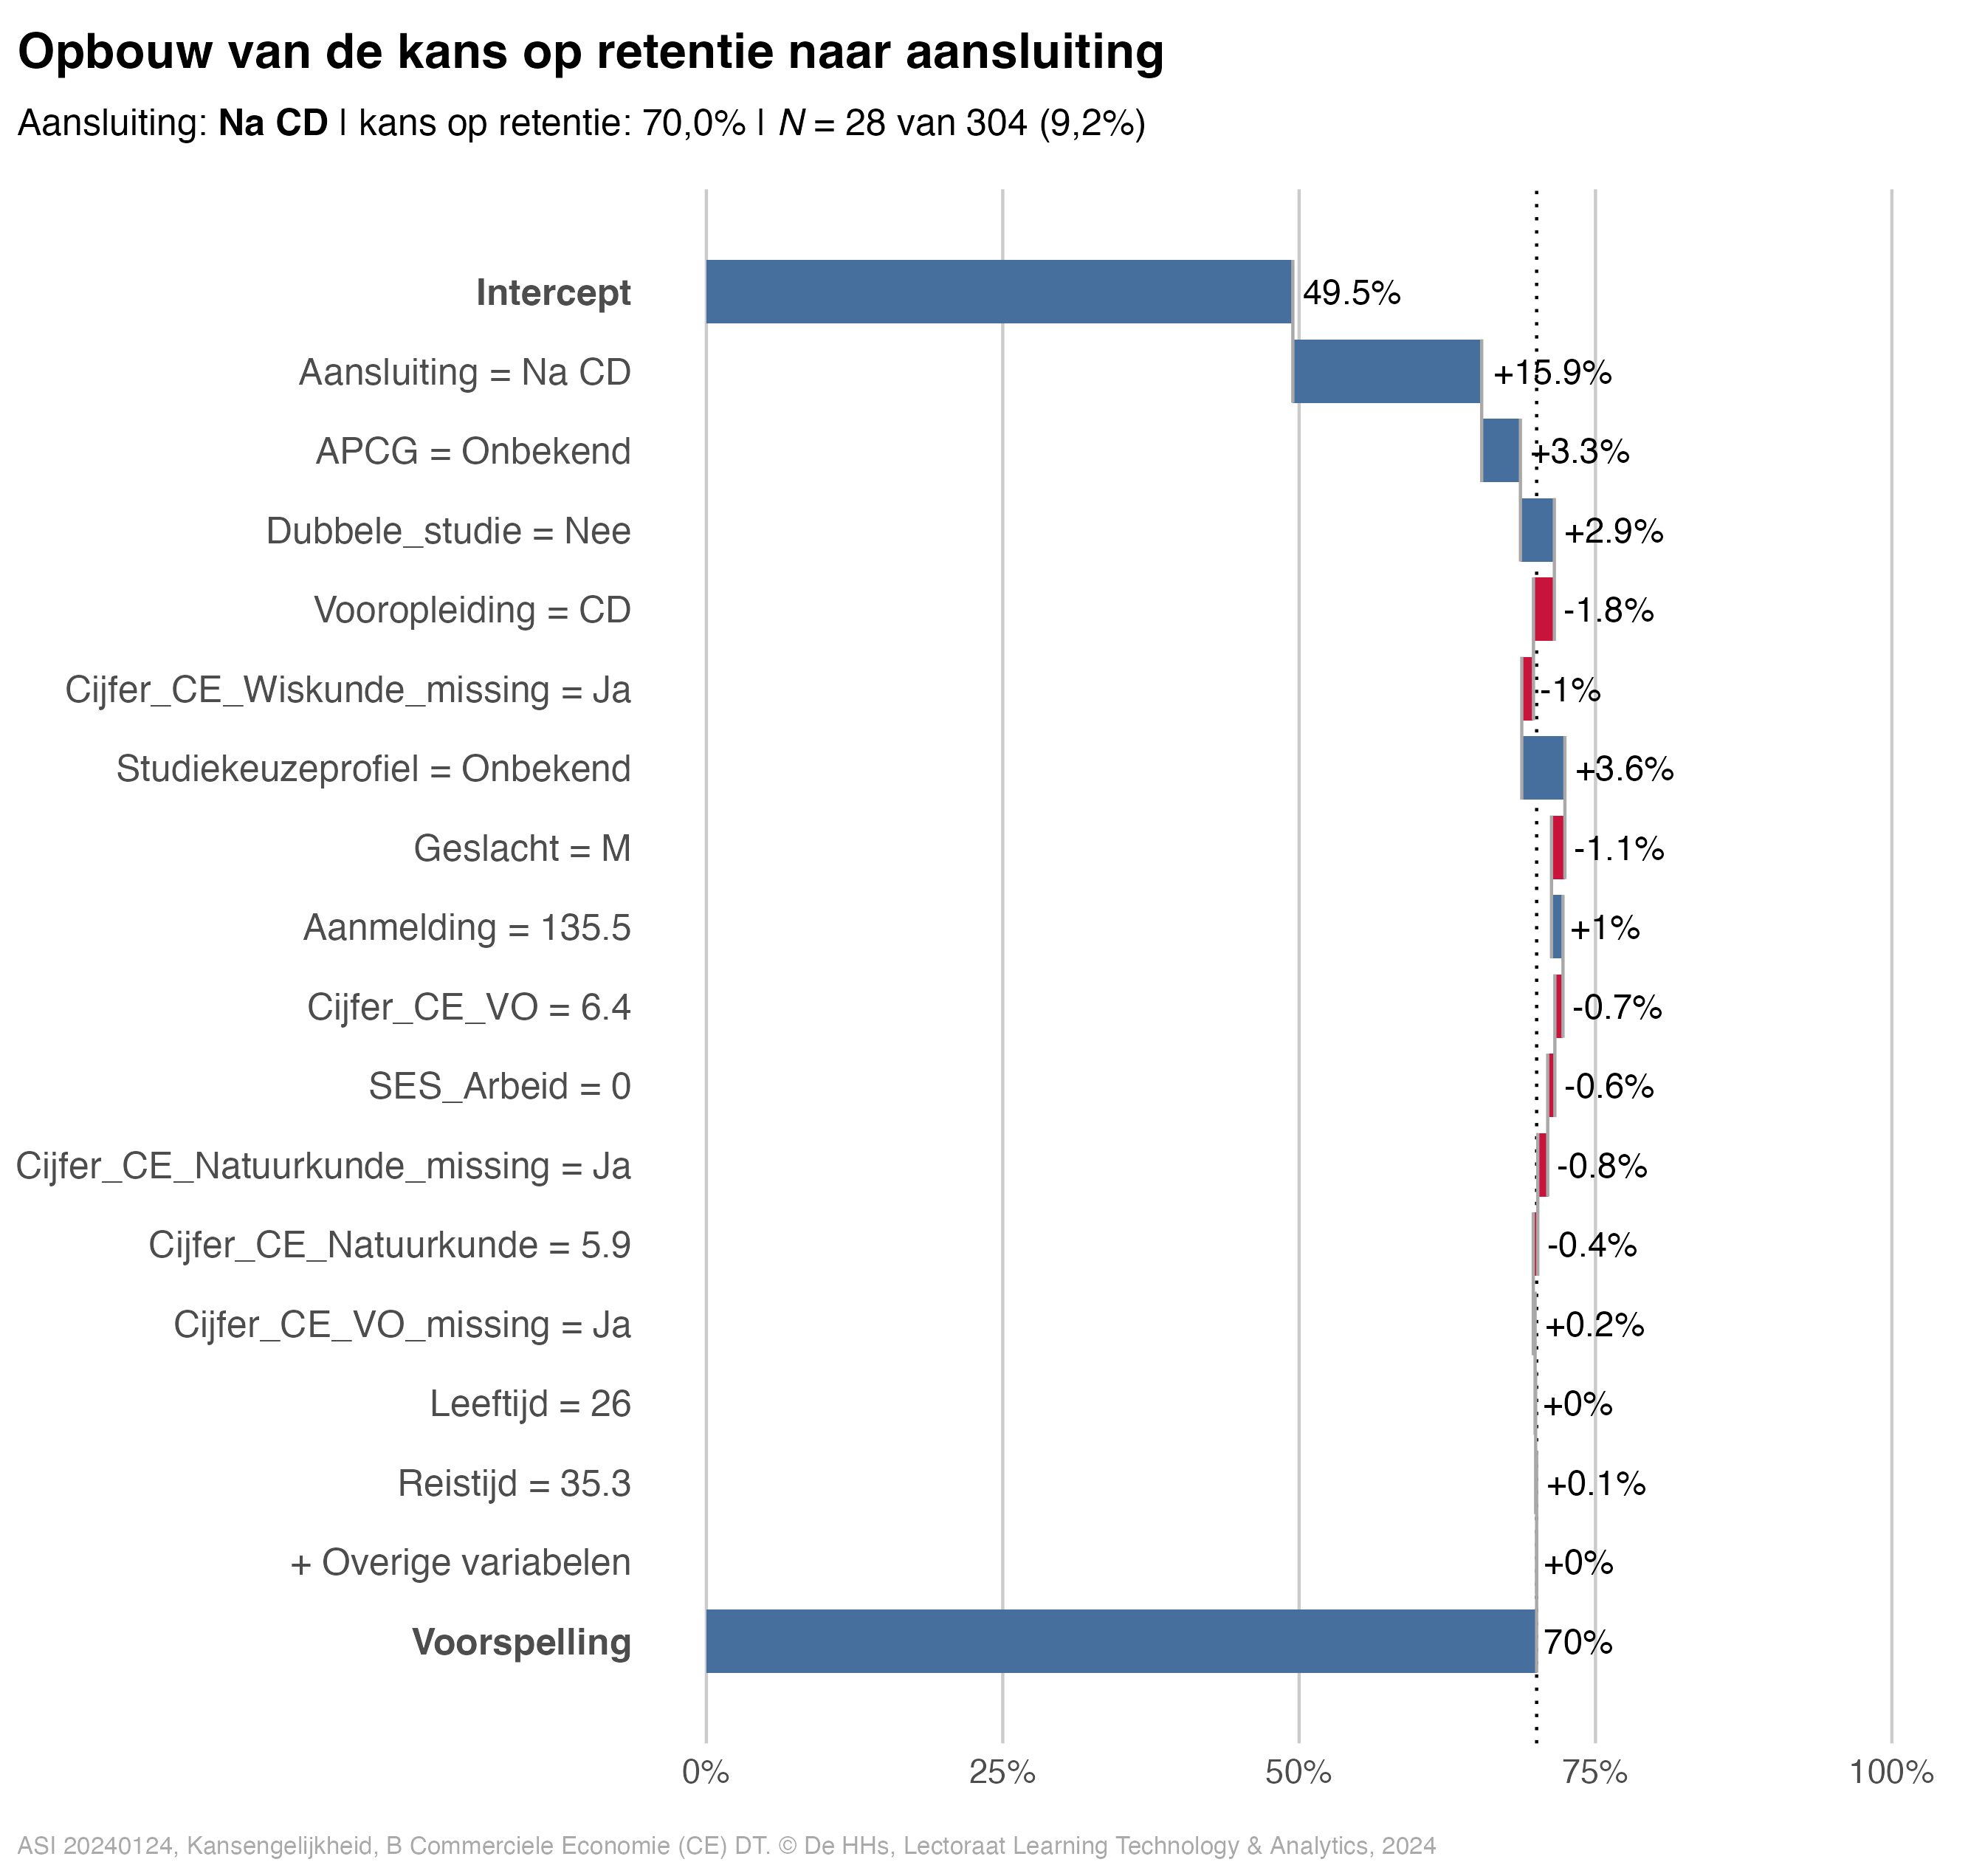 Opbouw van de kans op retentie naar aansluiting
Aansluiting: Na CD | kans op retentie: 70,0% | N = 28 van 304 (9,2%)
Intercept 49.5%
Aansluiting = Na CD +15.9%
APCG = Onbekend +3.3%
Dubbele_studie = Nee +2.9%
Vooropleiding = CD -1.8%
Cijfer_CE_Wiskunde_missing = Ja -1%
Studiekeuzeprofiel = Onbekend +3.6%
Geslacht = M -1.1%
Aanmelding = 135.5 +1%
Cijfer_CE_VO = 6.4 -0.7%
SES_Arbeid = 0 -0.6%
Cijfer_CE_Natuurkunde_missing = Ja -0.8%
Cijfer_CE_Natuurkunde = 5.9 -0.4%
Cijfer_CE_VO_missing = Ja +0.2%
Leeftijd = 26 +0%
Reistijd = 35.3 +0.1%
+ Overige variabelen +0%
Voorspelling 70%
0% 25% 50% 75% 100%
ASI 20240124, Kansengelijkheid, B Commerciele Economie (CE) DT. © De HHs, Lectoraat Learning Technology & Analytics, 2024